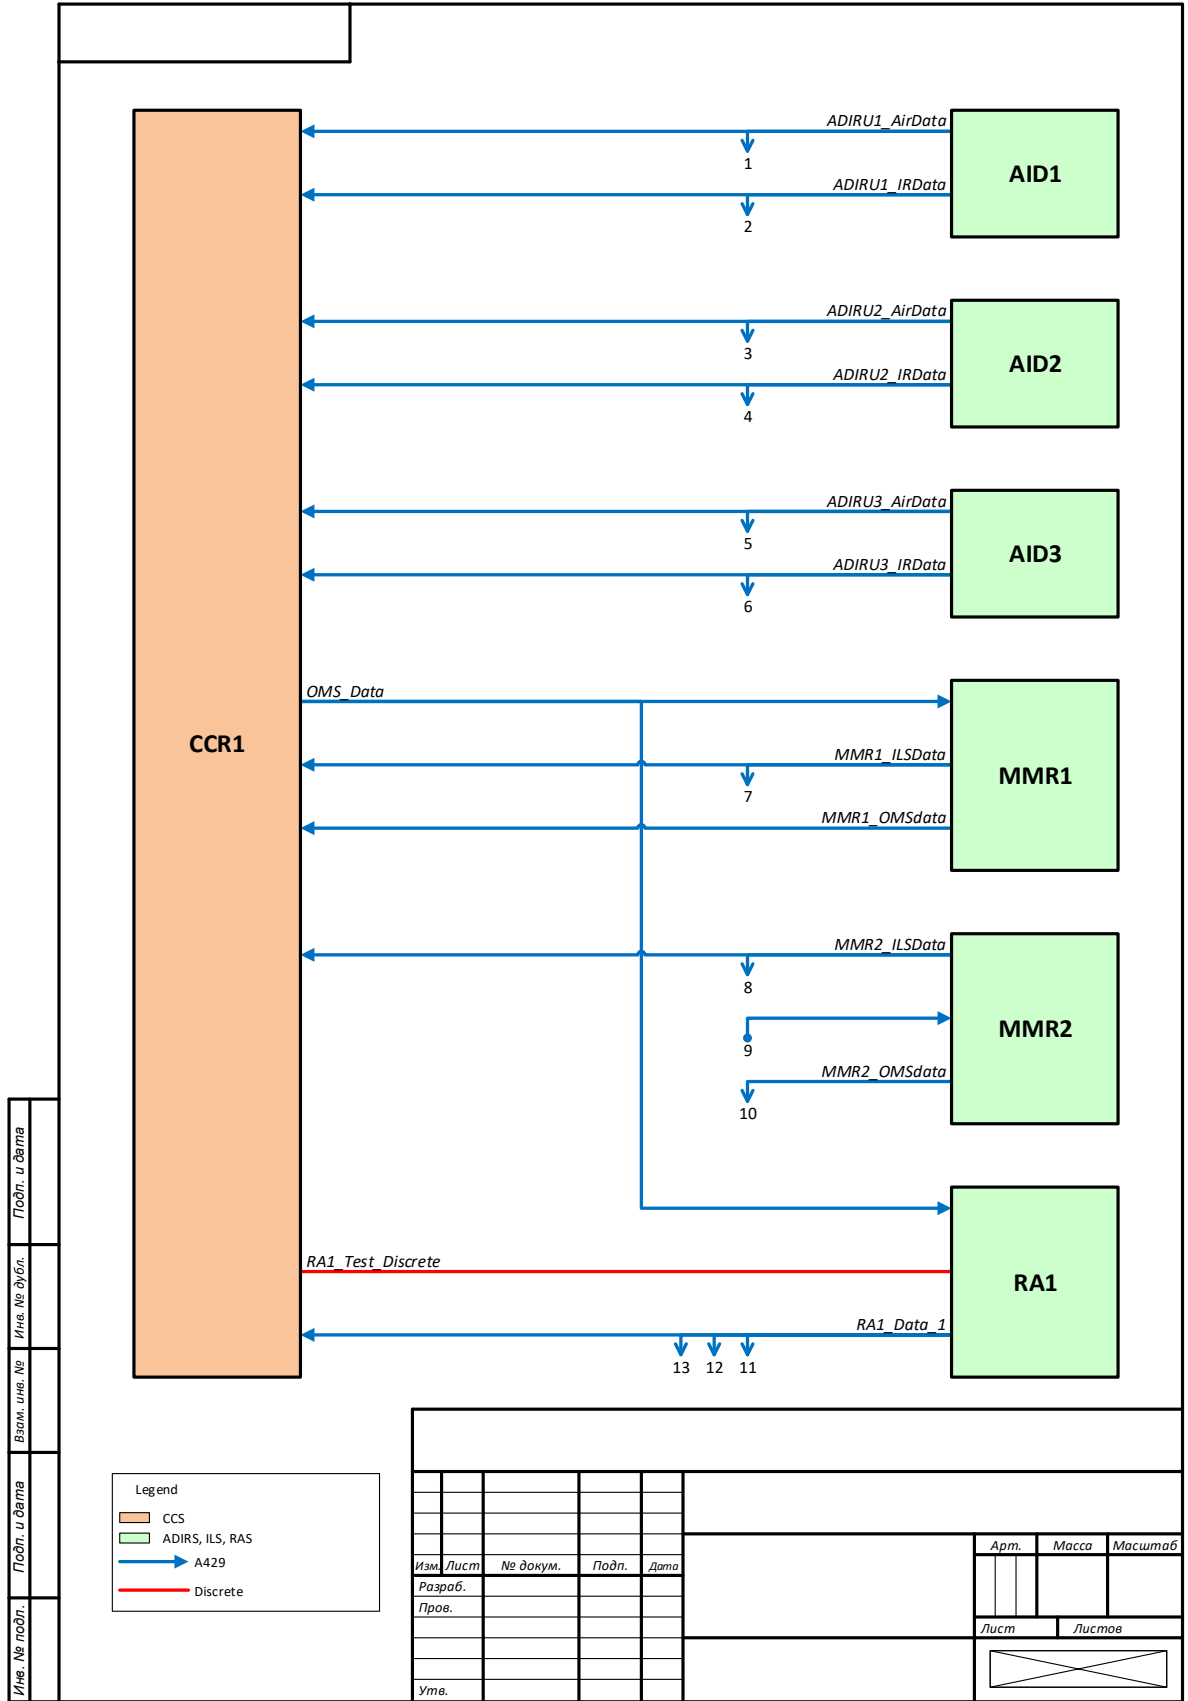 ADIRU1_AirData
1
AID1
ADIRU1_IRData
2
ADIRU2_AirData
3
AID2
ADIRU2_IRData
4
ADIRU3_AirData
5
AID3
ADIRU3_IRData
6
OMS_Data
CCR1
MMR1_ILSData
7
MMR1
MMR1_OMSdata
MMR2_ILSData
8
MMR2
9
MMR2_OMSdata
10
RA1_Test_Discrete
RA1
RA1_Data_1
13 12 11
Подп. и дата
Инв. № дубл.
Взам. инв. №
Подп. и дата
Инв. № подл.
Legend
CCS
ADIRS, ILS, RAS
A429
Discrete
Изм. Лист № докум. Подп. Дата
Разраб.
Пров.
Утв.
Арт. Масса Масштаб
Лист Листов